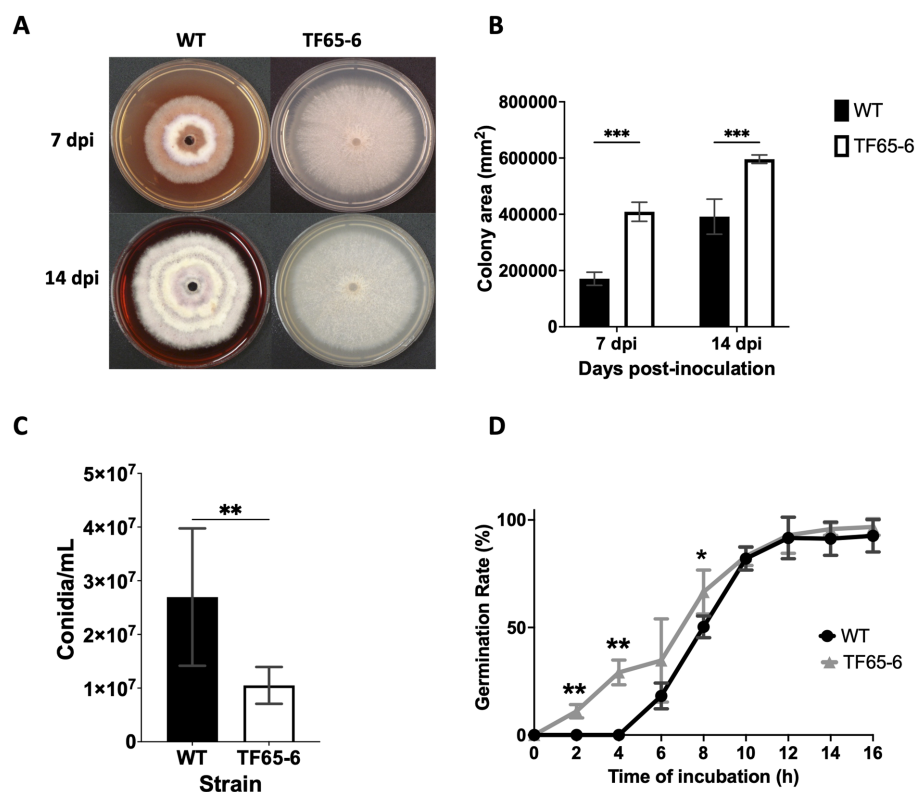 A
WT
TF65-6
7 dpi
14 dpi
B
800000
600000
400000
200000
0
Colony area (mm²)
***
***
7 dpi
14 dpi
Days post-inoculation
WT
TF65-6
C
5×10⁷
4×10⁷
3×10⁷
2×10⁷
1×10⁷
0
Conidia/mL
**
WT
TF65-6
Strain
D
100
50
0
Germination Rate (%)
**
**
*
WT
TF65-6
0 2 4 6 8 10 12 14 16
Time of incubation (h)